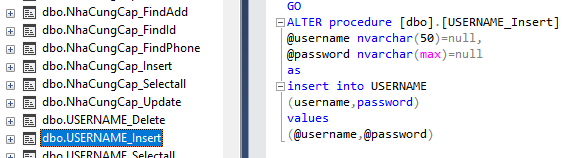 dbo.NhaCungCap_FindAdd
dbo.NhaCungCap_FindId
dbo.NhaCungCap_FindPhone
dbo.NhaCungCap_Insert
dbo.NhaCungCap_Selectall
dbo.NhaCungCap_Update
dbo.USERNAME_Delete
dbo.USERNAME_Insert
dbo.USERNAME_Selectall
GO
ALTER procedure [dbo].[USERNAME_Insert]
@username nvarchar(50)=null,
@password nvarchar(max)=null
as
insert into USERNAME
(username,password)
values
(@username,@password)